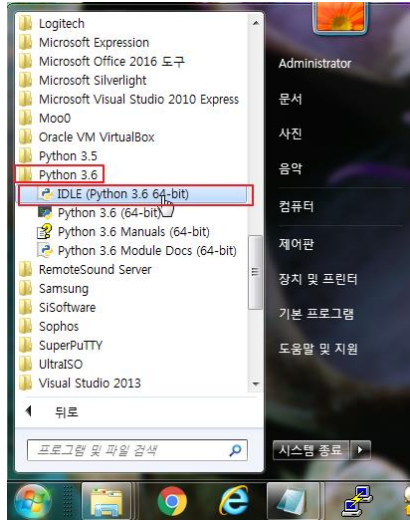 Logitech
Microsoft Expression
Microsoft Office 2016 도구
Microsoft Silverlight
Microsoft Visual Studio 2010 Express
Moo0
Oracle VM VirtualBox
Python 3.5
Python 3.6
IDLE (Python 3.6 64-bit)
Python 3.6 (64-bit)
Python 3.6 Manuals (64-bit)
Python 3.6 Module Docs (64-bit)
RemoteSound Server
Samsung
SiSoftware
Sophos
SuperPuTTY
UltraISO
Visual Studio 2013
뒤로
프로그램 및 파일 검색
Administrator
문서
사진
음악
컴퓨터
제어판
장치 및 프린터
기본 프로그램
도움말 및 지원
시스템 종료